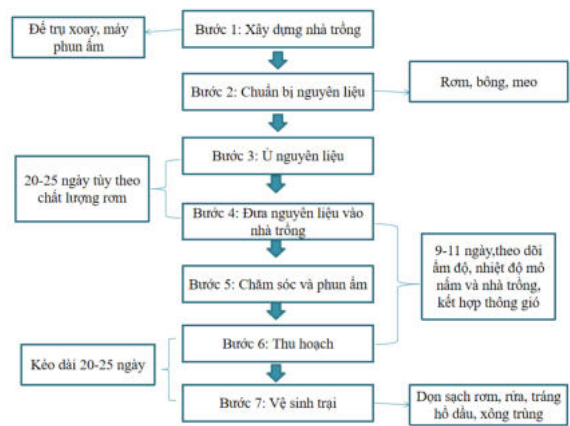 Đế trụ xoay, máy
phun ẩm
Bước 1: Xây dựng nhà trồng
Bước 2: Chuẩn bị nguyên liệu
Rơm, bông, meo
Bước 3: Ủ nguyên liệu
20-25 ngày tùy theo
chất lượng rơm
Bước 4: Đưa nguyên liệu vào
nhà trồng
9-11 ngày,theo dõi
ẩm độ, nhiệt độ mô
nấm và nhà trồng,
kết hợp thông gió
Bước 5: Chăm sóc và phun ẩm
Bước 6: Thu hoạch
Kéo dài 20-25 ngày
Bước 7: Vệ sinh trại
Dọn sạch rơm, rửa, tráng
hồ dầu, xông trùng